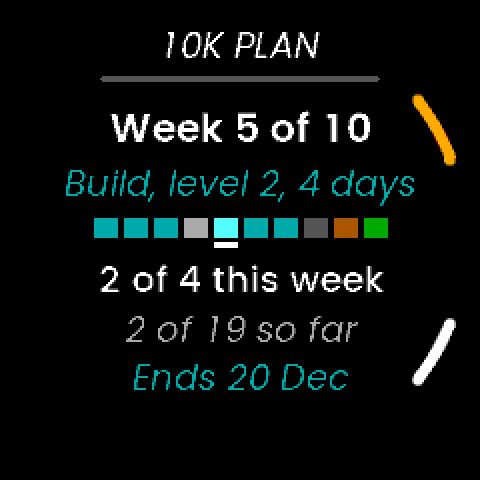 10K PLAN
Week 5 of 10
Build, level 2, 4 days
2 of 4 this week
2 of 19 so far
Ends 20 Dec